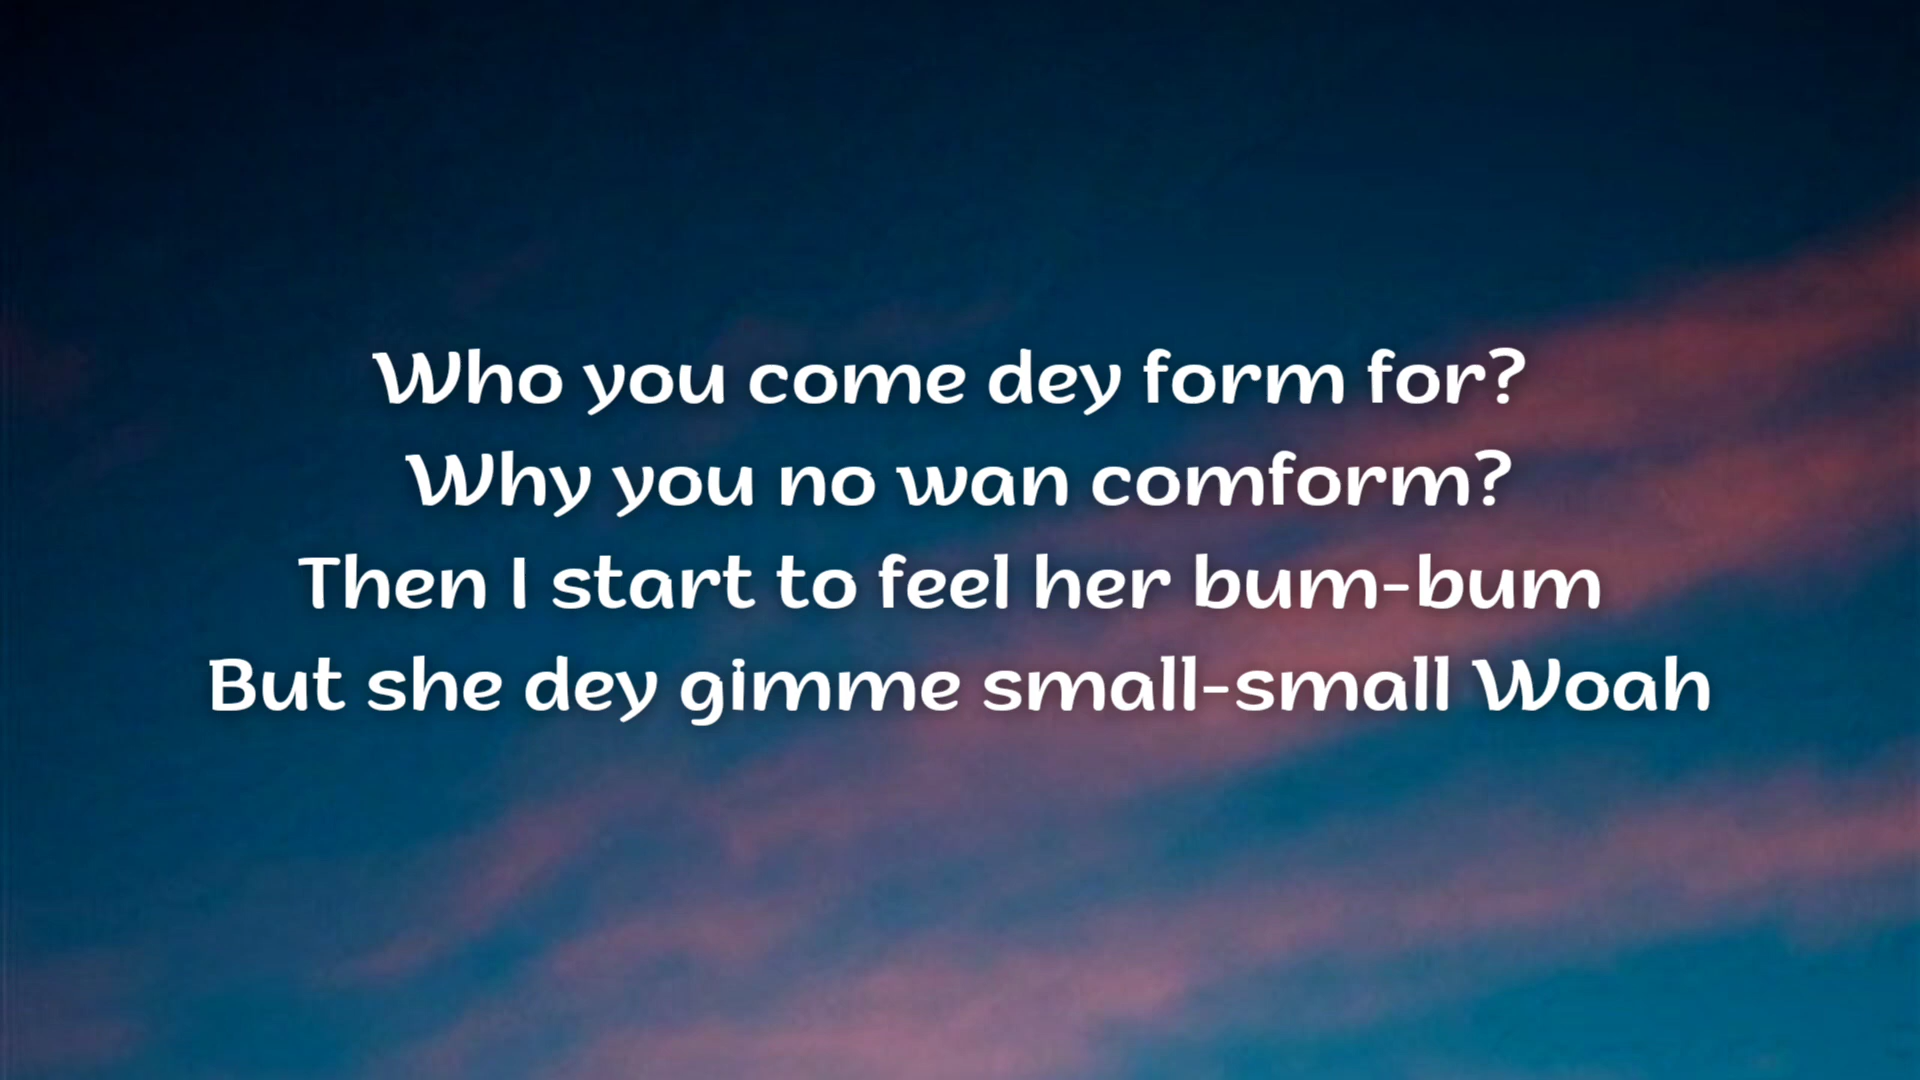 Who you come dey form for?
Why you no wan comform?
Then I start to feel her bum-bum
But she dey gimme small-small Woah